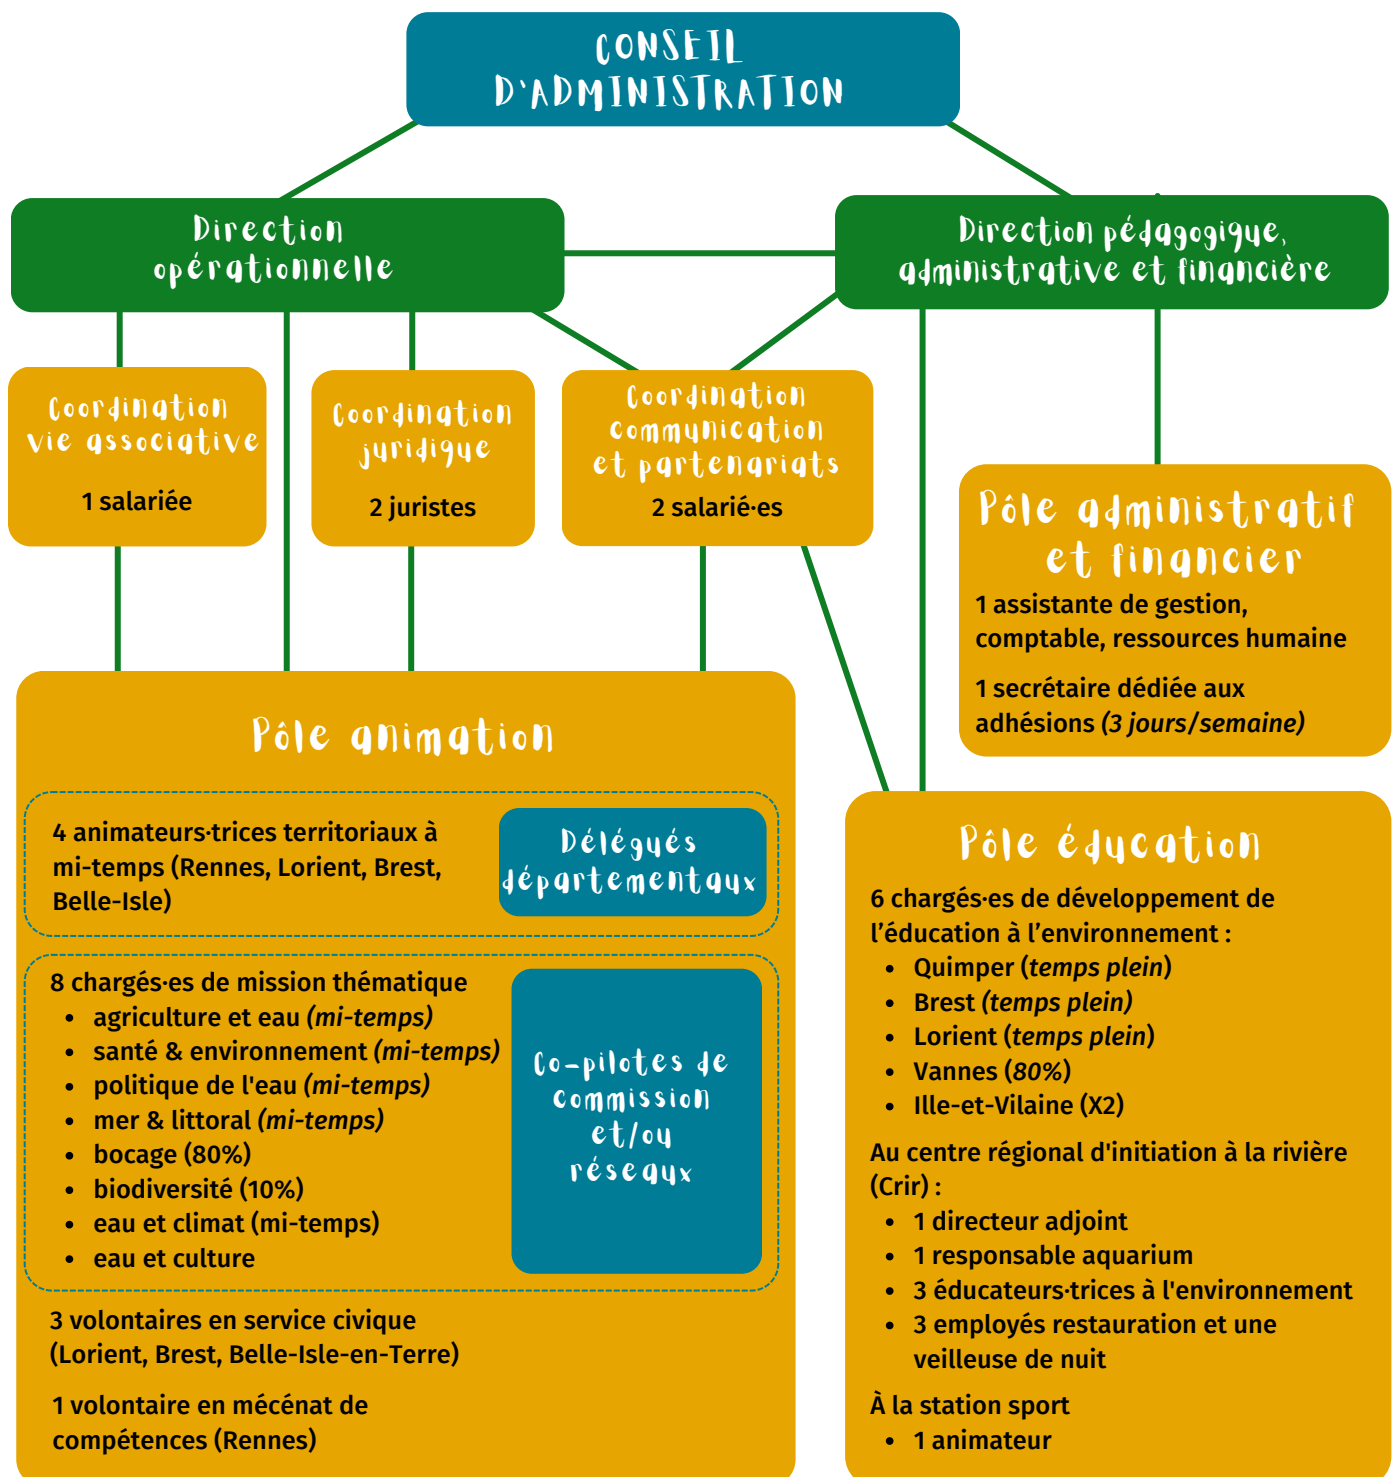 CONSEIL
D'ADMINISTRATION
Direction
opérationnelle
Direction pédagogique,
administrative et financière
Coordination
vie associative
1 salariée
Coordination
juridique
2 juristes
Coordination
communication
et partenariats
2 salarié·es
Pôle administratif
et financier
1 assistante de gestion,
comptable, ressources humaine
1 secrétaire dédiée aux
adhésions (3 jours/semaine)
Pôle animation
4 animateurs·trices territoriaux à
mi-temps (Rennes, Lorient, Brest,
Belle-Isle)
Délégués
départementaux
8 chargés·es de mission thématique
• agriculture et eau (mi-temps)
• santé & environnement (mi-temps)
• politique de l'eau (mi-temps)
• mer & littoral (mi-temps)
• bocage (80%)
• biodiversité (10%)
• eau et climat (mi-temps)
• eau et culture
Co-pilotes de
commission
et/ou
réseaux
3 volontaires en service civique
(Lorient, Brest, Belle-Isle-en-Terre)
1 volontaire en mécénat de
compétences (Rennes)
Pôle éducation
6 chargés·es de développement de
l’éducation à l’environnement :
• Quimper (temps plein)
• Brest (temps plein)
• Lorient (temps plein)
• Vannes (80%)
• Ille-et-Vilaine (X2)
Au centre régional d'initiation à la rivière
(Crir) :
• 1 directeur adjoint
• 1 responsable aquarium
• 3 éducateurs·trices à l'environnement
• 3 employés restauration et une
veilleuse de nuit
À la station sport
• 1 animateur